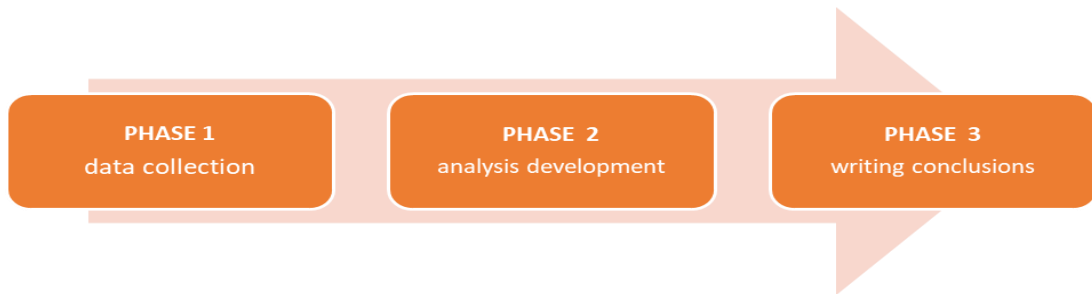 PHASE 1
data collection
PHASE 2
analysis development
PHASE 3
writing conclusions